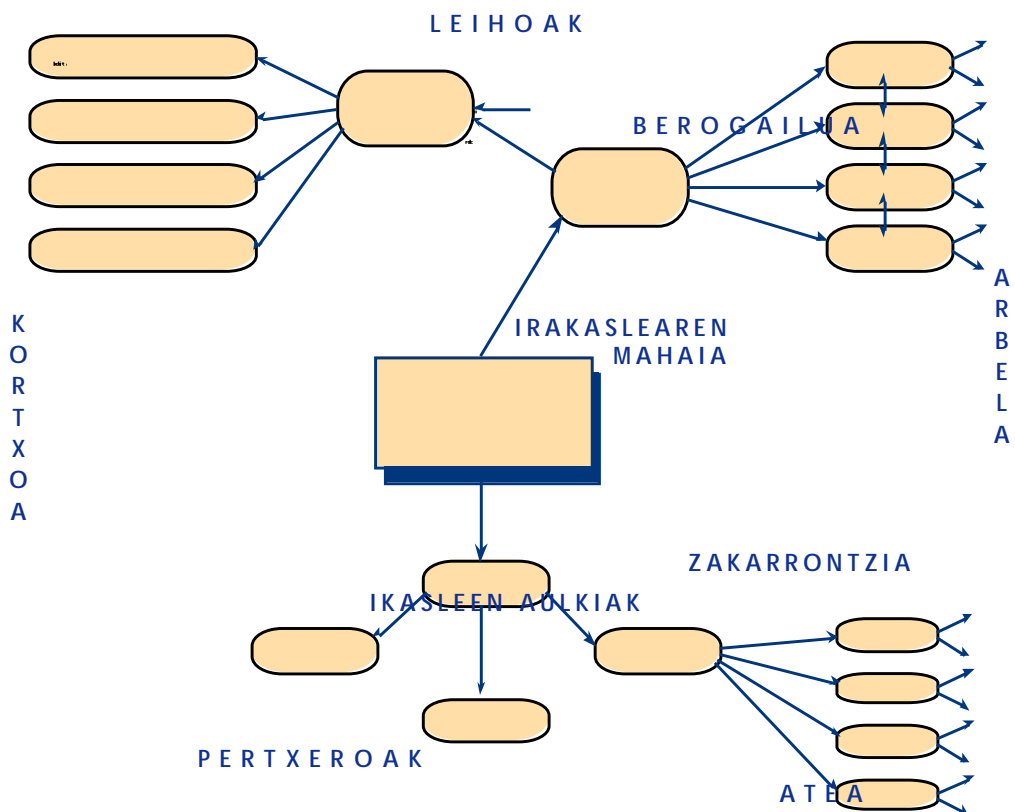 LEIHOAK
BEROGAILUA
ARBELA
KORTXOA
IRAKASLEAREN
MAHAIA
ZAKARRONTZIA
IKASLEEN AULKIAK
PERTXEROAK
ATEA